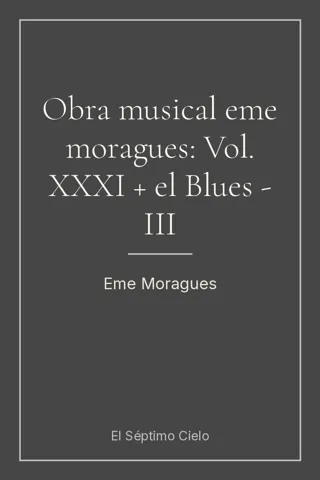 Obra musical eme
moragues: Vol.
XXXI + el Blues -
III
Eme Moragues
El Séptimo Cielo